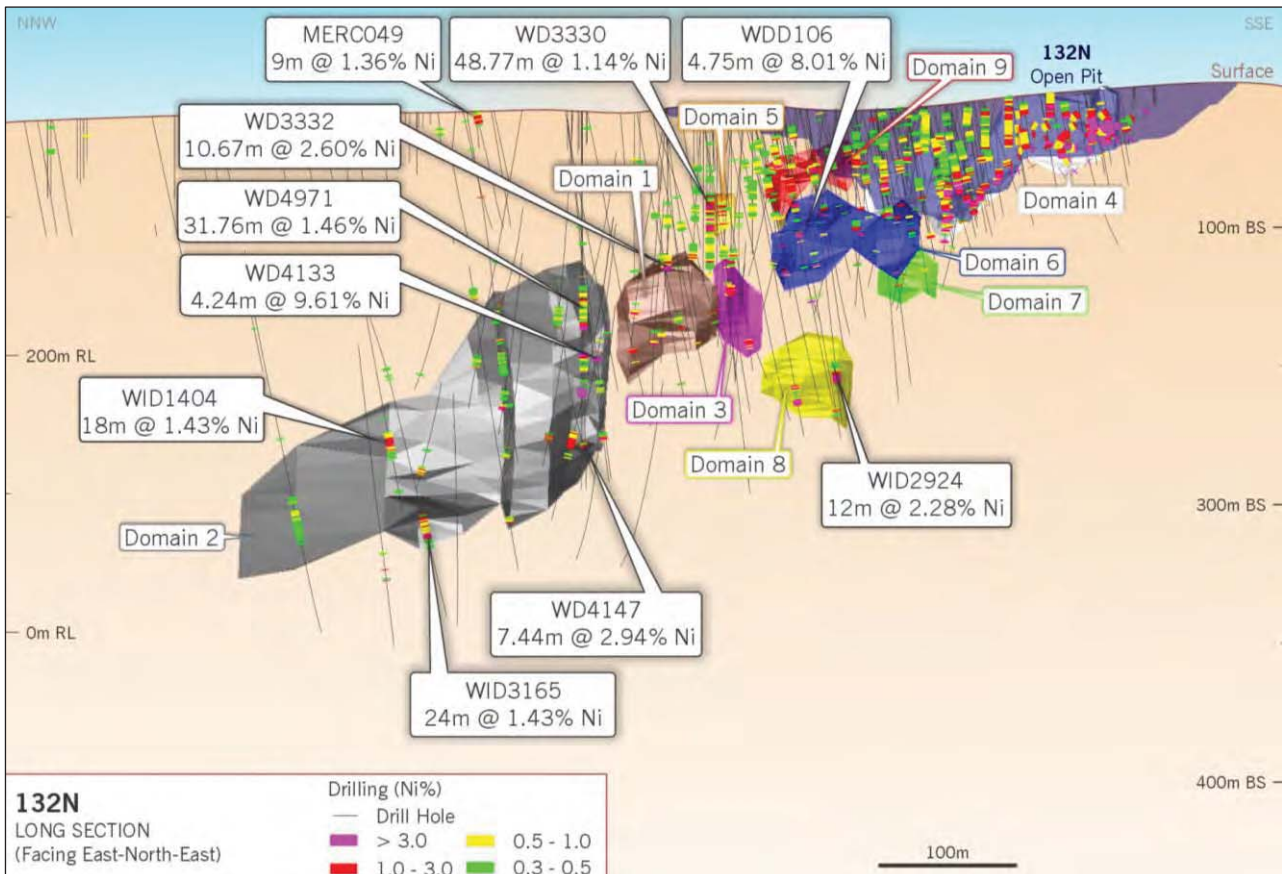 NNW
SSE
MERC049
9m @ 1.36% Ni
WD3330
48.77m @ 1.14% Ni
WDD106
4.75m @ 8.01% Ni
Domain 9
132N
Open Pit
Surface
WD3332
10.67m @ 2.60% Ni
Domain 5
Domain 1
WD4971
31.76m @ 1.46% Ni
Domain 4
100m BS
WD4133
4.24m @ 9.61% Ni
Domain 6
Domain 7
200m RL
WID1404
18m @ 1.43% Ni
Domain 3
Domain 8
WID2924
12m @ 2.28% Ni
300m BS
Domain 2
WD4147
7.44m @ 2.94% Ni
0m RL
WID3165
24m @ 1.43% Ni
400m BS
132N
LONG SECTION
(Facing East-North-East)
Drilling (Ni%)
Drill Hole
> 3.0
0.5 - 1.0
1.0 - 3.0
0.3 - 0.5
100m